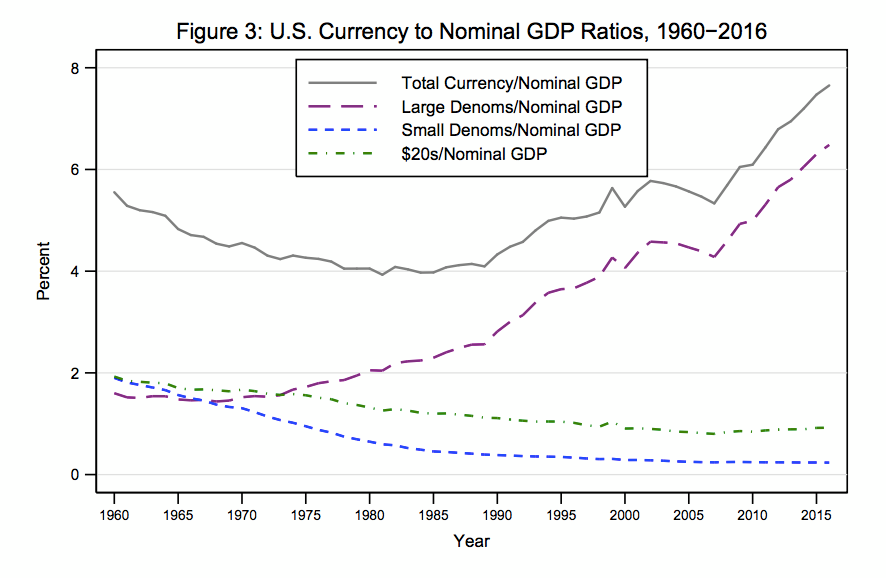 Figure 3: U.S. Currency to Nominal GDP Ratios, 1960−2016
Total Currency/Nominal GDP
Large Denoms/Nominal GDP
Small Denoms/Nominal GDP
$20s/Nominal GDP
8
6
4
2
0
Percent
1960 1965 1970 1975 1980 1985 1990 1995 2000 2005 2010 2015
Year